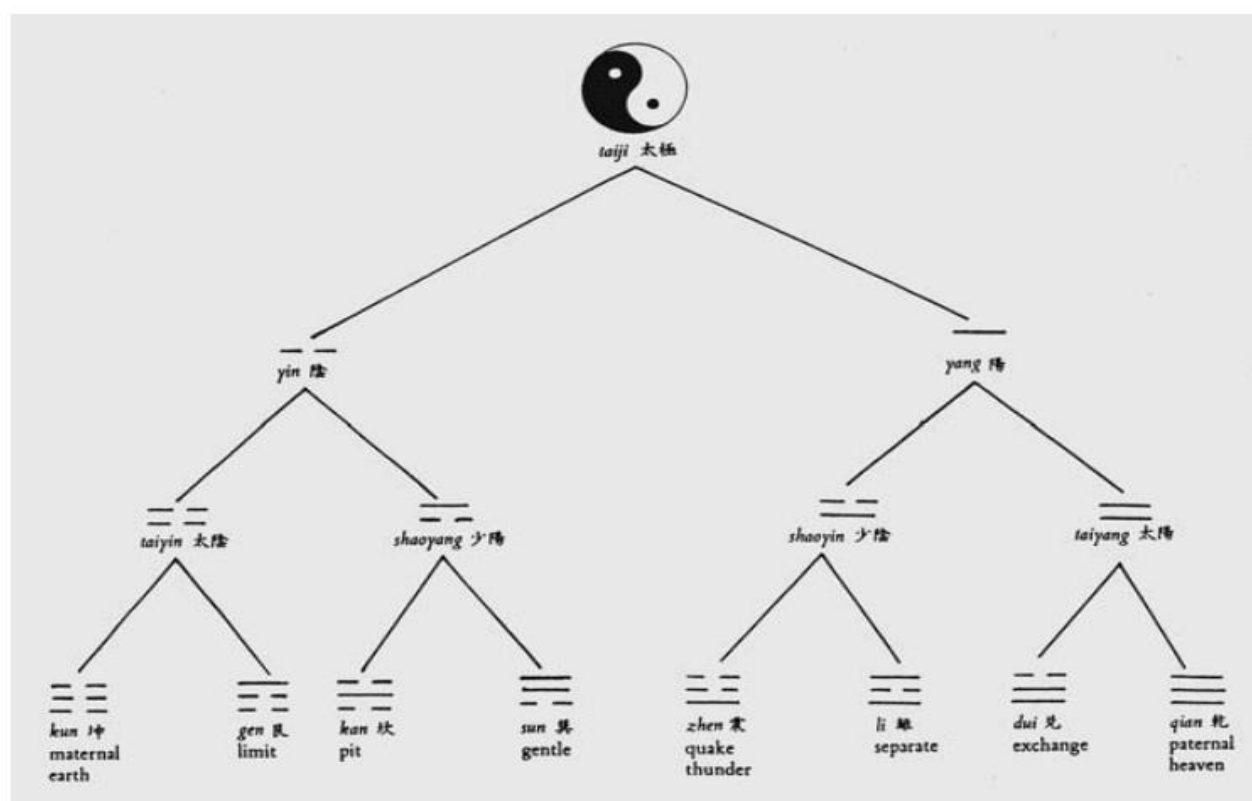 taiji 太極
yin 陰
yang 陽
taiyin 太陰
shaoyang 少陽
shaoyin 少陰
taiyang 太陽
kun 坤
maternal
earth
gen 艮
limit
kan 坎
pit
sun 巽
gentle
zhen 震
quake
thunder
li 離
separate
dui 兑
exchange
qian 乾
paternal
heaven